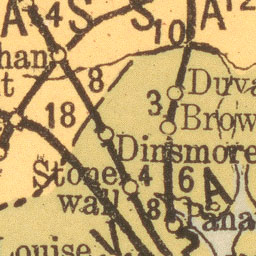 4 S S A 12
10
han
t 8 Duva
3
18 Brow
Dinsmore
Stone 4 6 A
wall 8 Pana
Louise